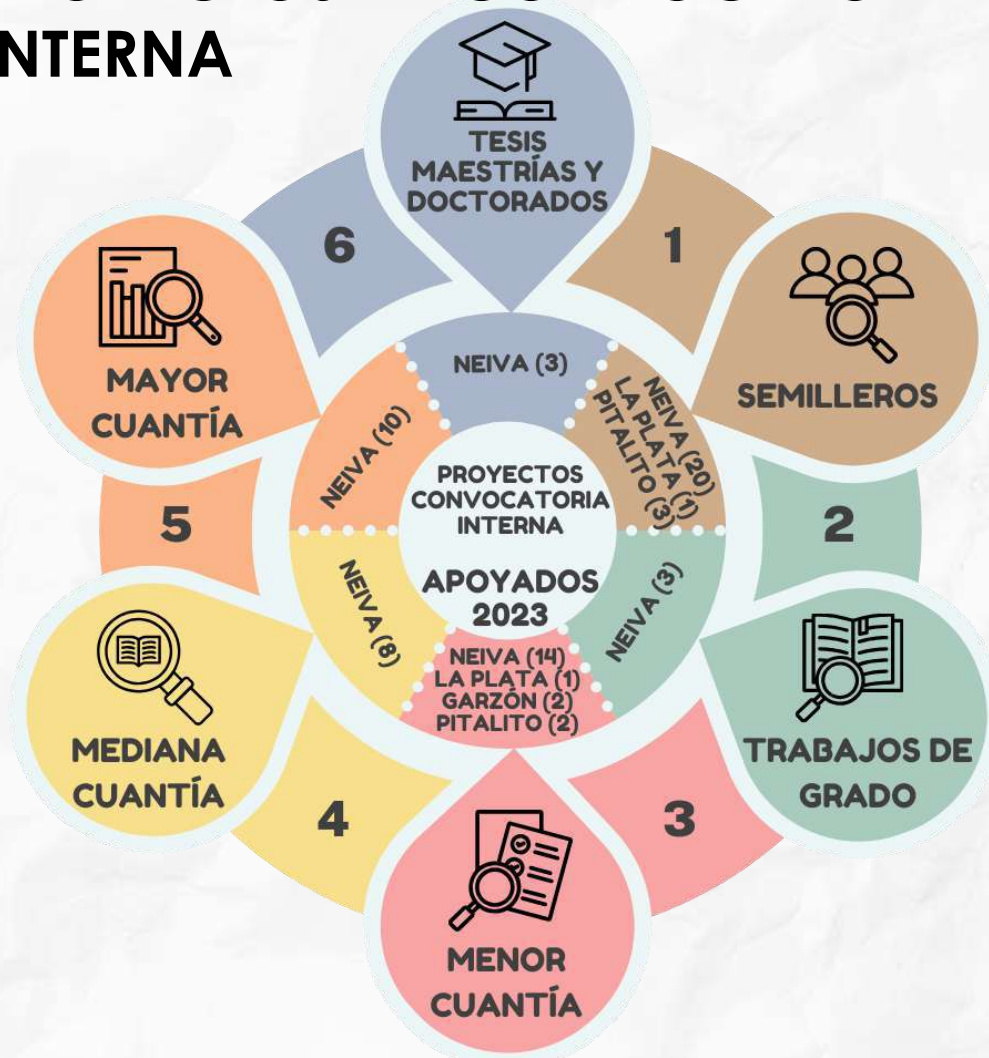 INTERNA
TESIS
MAESTRÍAS Y
DOCTORADOS
6
1
MAYOR
CUANTÍA
SEMILLEROS
NEIVA (3)
NEIVA (10)
NEIVA (20)
LA PLATA (1)
PITALITO (3)
PROYECTOS
CONVOCATORIA
INTERNA
APOYADOS
2023
5
2
NEIVA (8)
NEIVA (3)
NEIVA (14)
LA PLATA (1)
GARZÓN (2)
PITALITO (2)
MEDIANA
CUANTÍA
TRABAJOS DE
GRADO
4
3
MENOR
CUANTÍA